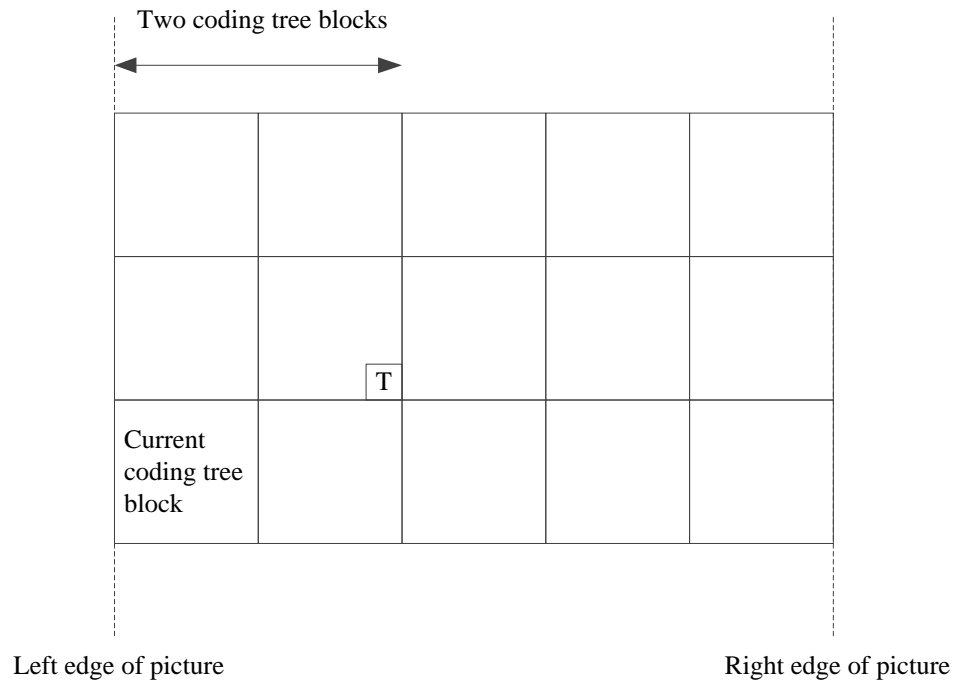 Two coding tree blocks
T
Current
coding tree
block
Left edge of picture
Right edge of picture